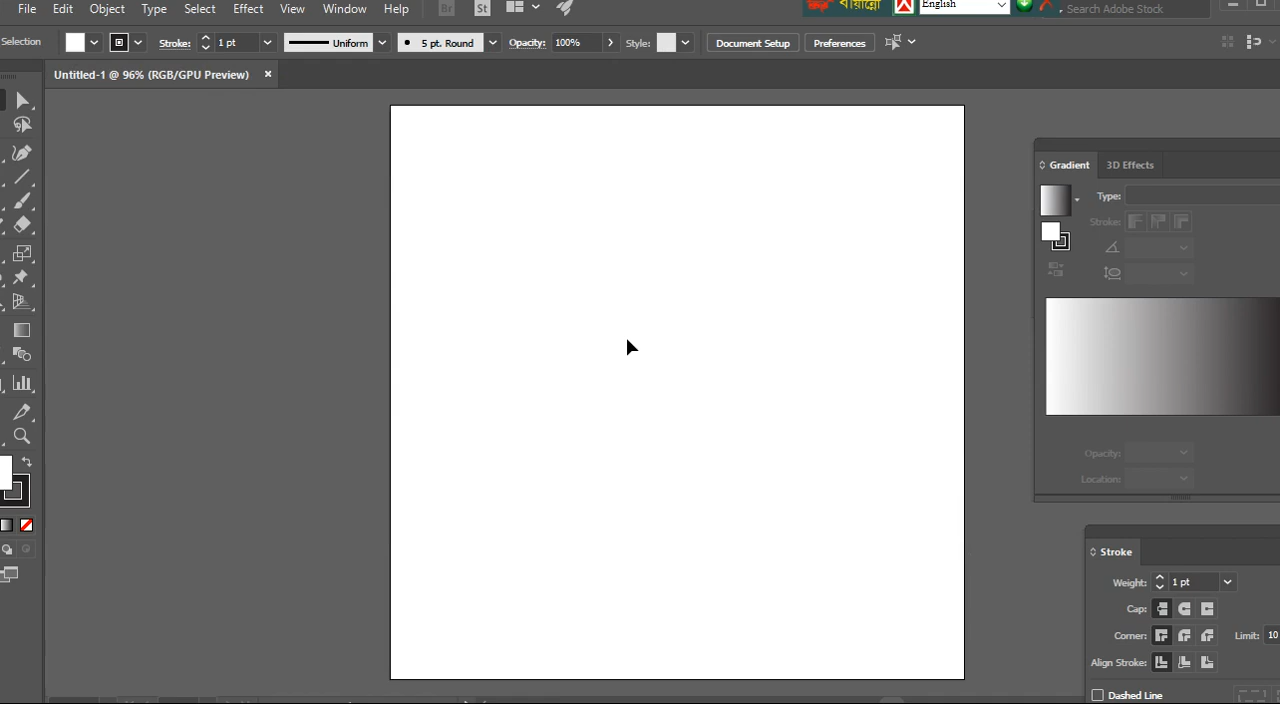 File Edit Object Type Select Effect View Window Help Br St English Search Adobe Stock
Selection Stroke: 1 pt Uniform 5 pt. Round Opacity: 100% Style: Document Setup Preferences
Untitled-1 @ 96% (RGB/GPU Preview) ×
Gradient 3D Effects
Type:
Stroke:
Opacity:
Location:
Stroke
Weight: 1 pt
Cap:
Corner: Limit: 10
Align Stroke:
Dashed Line